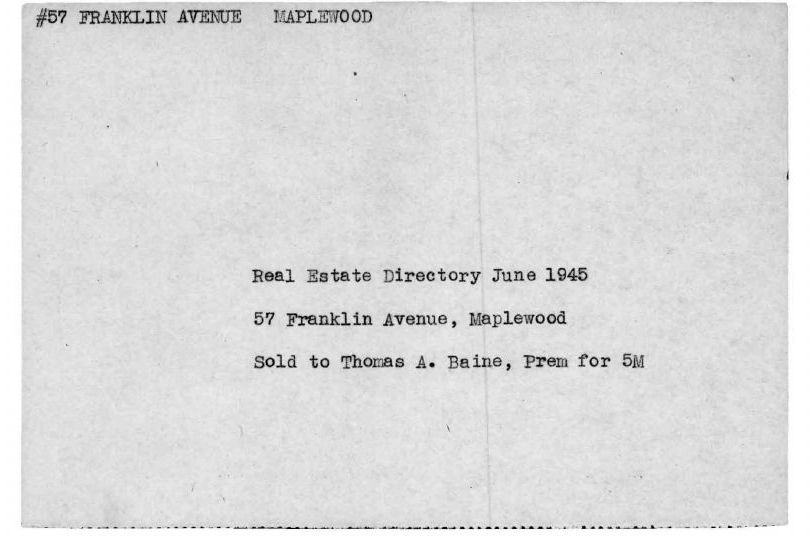 #57 FRANKLIN AVENUE MAPLEWOOD
Real Estate Directory June 1945
57 Franklin Avenue, Maplewood
Sold to Thomas A. Baine, Prem for 5M